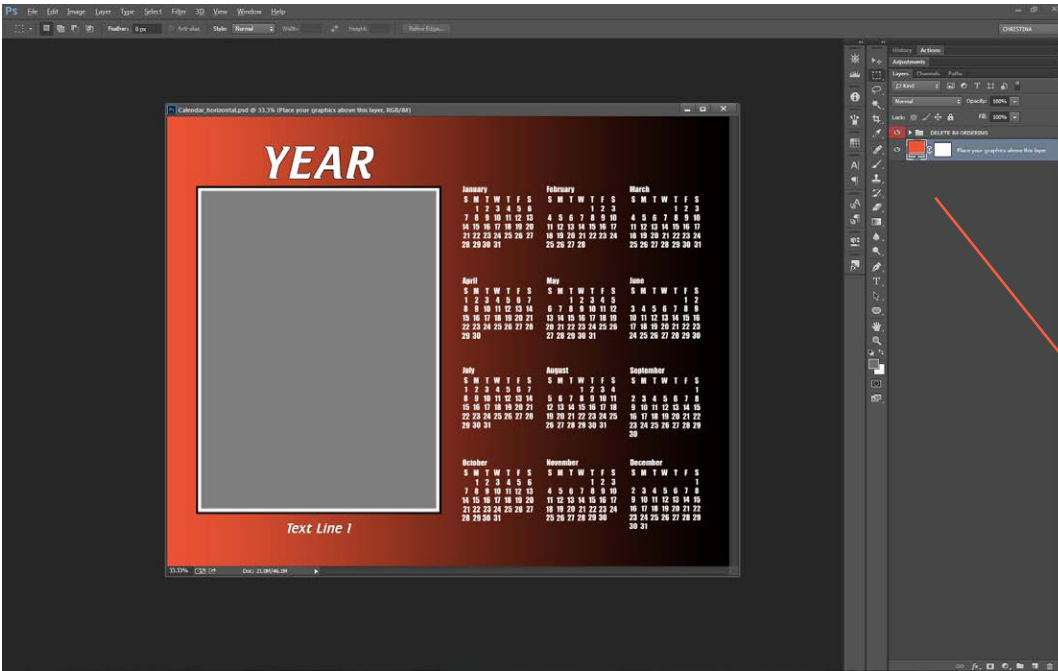 Ps File Edit Image Layer Type Select Filter 3D View Window Help
Feather: 0 px Anti-alias Style: Normal Width: Height: Refine Edge... CHRISTINA
History Actions
Adjustments
Layers Channels Paths
Kind
Normal Opacity: 100%
Lock: Fill: 100%
DELETE B4 ORDERING
Place your graphics above this layer
Calendar_horizontal.psd @ 33.3% (Place your graphics above this layer, RGB/8#)
YEAR
January
S M T W T F S
1 2 3 4 5 6
7 8 9 10 11 12 13
14 15 16 17 18 19 20
21 22 23 24 25 26 27
28 29 30 31
February
S M T W T F S
1 2 3
4 5 6 7 8 9 10
11 12 13 14 15 16 17
18 19 20 21 22 23 24
25 26 27 28
March
S M T W T F S
1 2 3
4 5 6 7 8 9 10
11 12 13 14 15 16 17
18 19 20 21 22 23 24
25 26 27 28 29 30 31
April
S M T W T F S
1 2 3 4 5 6 7
8 9 10 11 12 13 14
15 16 17 18 19 20 21
22 23 24 25 26 27 28
29 30
May
S M T W T F S
1 2 3 4 5
6 7 8 9 10 11 12
13 14 15 16 17 18 19
20 21 22 23 24 25 26
27 28 29 30 31
June
S M T W T F S
1 2
3 4 5 6 7 8 9
10 11 12 13 14 15 16
17 18 19 20 21 22 23
24 25 26 27 28 29 30
July
S M T W T F S
1 2 3 4 5 6 7
8 9 10 11 12 13 14
15 16 17 18 19 20 21
22 23 24 25 26 27 28
29 30 31
August
S M T W T F S
1 2 3 4
5 6 7 8 9 10 11
12 13 14 15 16 17 18
19 20 21 22 23 24 25
26 27 28 29 30 31
September
S M T W T F S
1
2 3 4 5 6 7 8
9 10 11 12 13 14 15
16 17 18 19 20 21 22
23 24 25 26 27 28 29
30
October
S M T W T F S
1 2 3 4 5 6
7 8 9 10 11 12 13
14 15 16 17 18 19 20
21 22 23 24 25 26 27
28 29 30 31
November
S M T W T F S
1 2 3
4 5 6 7 8 9 10
11 12 13 14 15 16 17
18 19 20 21 22 23 24
25 26 27 28 29 30
December
S M T W T F S
1
2 3 4 5 6 7 8
9 10 11 12 13 14 15
16 17 18 19 20 21 22
23 24 25 26 27 28 29
30 31
Text Line 1
33.33% Doc: 21.0M/46.1M